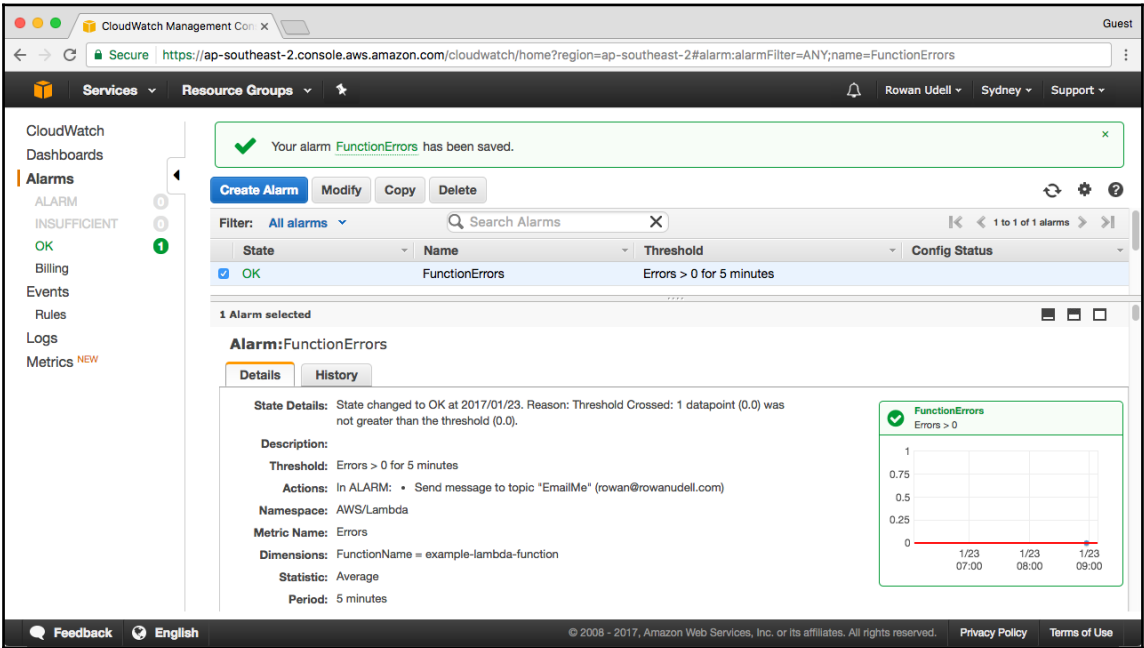 CloudWatch Management Con ×
Guest
Secure https://ap-southeast-2.console.aws.amazon.com/cloudwatch/home?region=ap-southeast-2#alarm:alarmFilter=ANY;name=FunctionErrors
Services Resource Groups Rowan Udell Sydney Support
CloudWatch
Dashboards
Alarms
ALARM 0
INSUFFICIENT 0
OK 1
Billing
Events
Rules
Logs
Metrics NEW
Your alarm FunctionErrors has been saved. ×
Create Alarm Modify Copy Delete
Filter: All alarms Search Alarms 1 to 1 of 1 alarms
State Name Threshold Config Status
OK FunctionErrors Errors > 0 for 5 minutes
1 Alarm selected
Alarm:FunctionErrors
Details History
State Details: State changed to OK at 2017/01/23. Reason: Threshold Crossed: 1 datapoint (0.0) was
not greater than the threshold (0.0).
Description:
Threshold: Errors > 0 for 5 minutes
Actions: In ALARM: • Send message to topic "EmailMe" (rowan@rowanudell.com)
Namespace: AWS/Lambda
Metric Name: Errors
Dimensions: FunctionName = example-lambda-function
Statistic: Average
Period: 5 minutes
FunctionErrors
Errors > 0
1
0.75
0.5
0.25
0
1/23 1/23 1/23
07:00 08:00 09:00
Feedback English © 2008 - 2017, Amazon Web Services, Inc. or its affiliates. All rights reserved. Privacy Policy Terms of Use